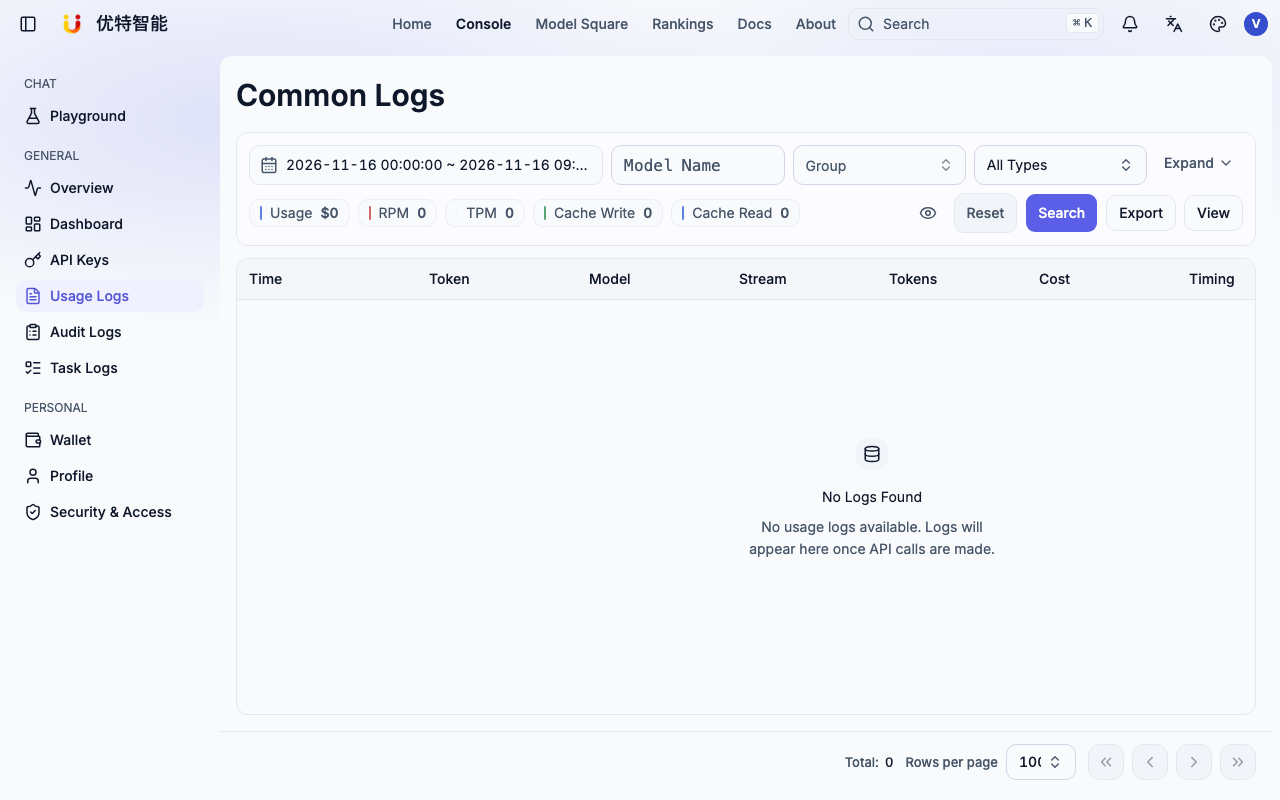 优特智能
Home
Console
Model Square
Rankings
Docs
About
Search
⌘ K
V
CHAT
Playground
GENERAL
Overview
Dashboard
API Keys
Usage Logs
Audit Logs
Task Logs
PERSONAL
Wallet
Profile
Security & Access
Common Logs
2026-11-16 00:00:00 ~ 2026-11-16 09:...
Model Name
Group
All Types
Expand
Usage $0
RPM 0
TPM 0
Cache Write 0
Cache Read 0
Reset
Search
Export
View
Time
Token
Model
Stream
Tokens
Cost
Timing
No Logs Found
No usage logs available. Logs will
appear here once API calls are made.
Total: 0
Rows per page
100